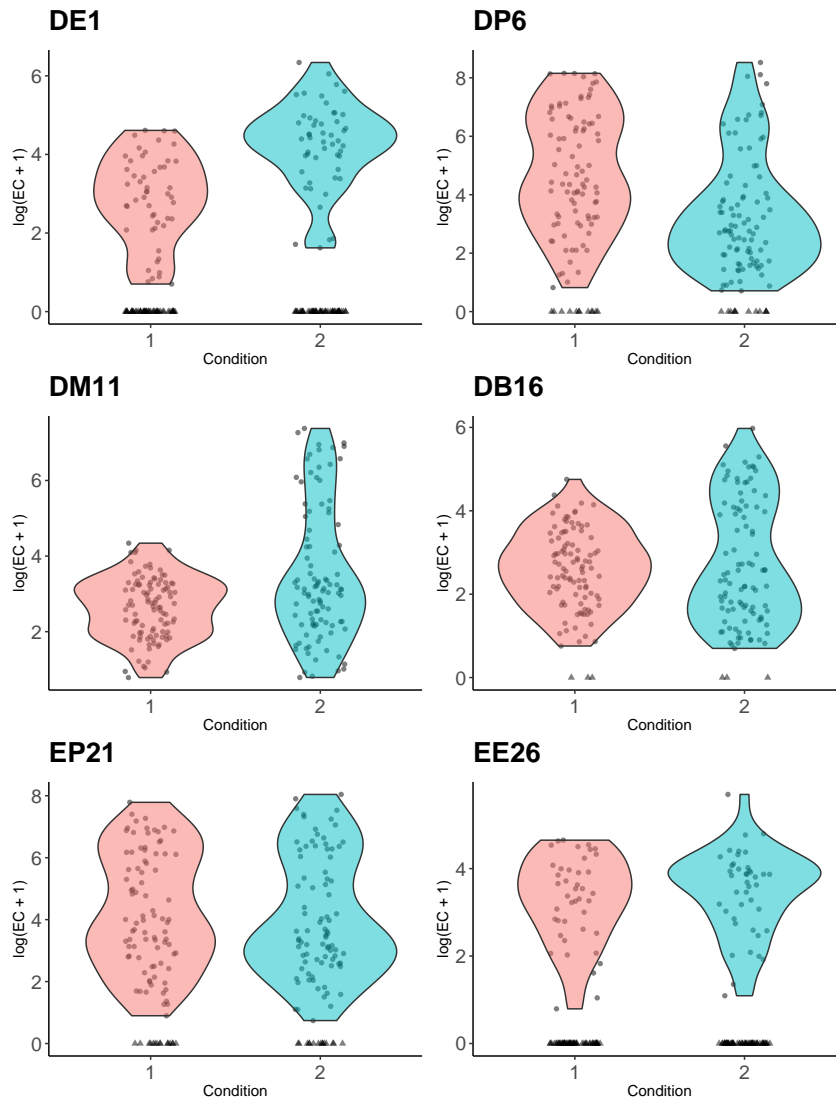 DE1
log(EC + 1)
6
4
2
0
1
2
Condition
DP6
log(EC + 1)
8
6
4
2
0
1
2
Condition
DM11
log(EC + 1)
6
4
2
1
2
Condition
DB16
log(EC + 1)
6
4
2
0
1
2
Condition
EP21
log(EC + 1)
8
6
4
2
0
1
2
Condition
EE26
log(EC + 1)
4
2
0
1
2
Condition